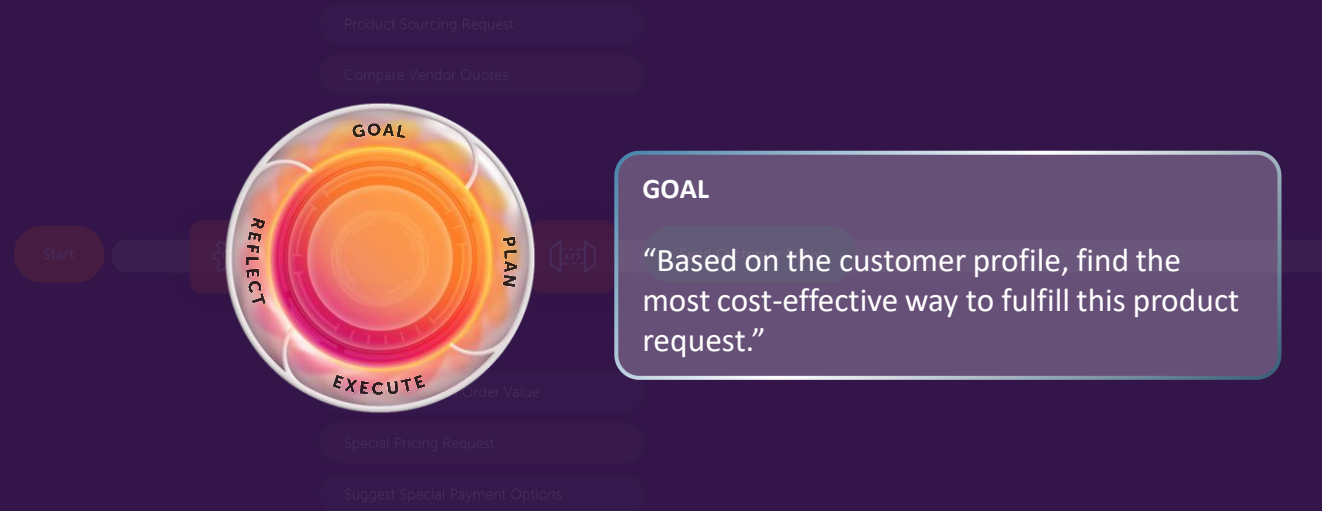 Product Sourcing Request
Compare Vendor Quotes
GOAL
PLAN
EXECUTE
REFLECT
Start
GOAL
“Based on the customer profile, find the
most cost-effective way to fulfill this product
request.”
Order Value
Special Pricing Request
Suggest Special Payment Options